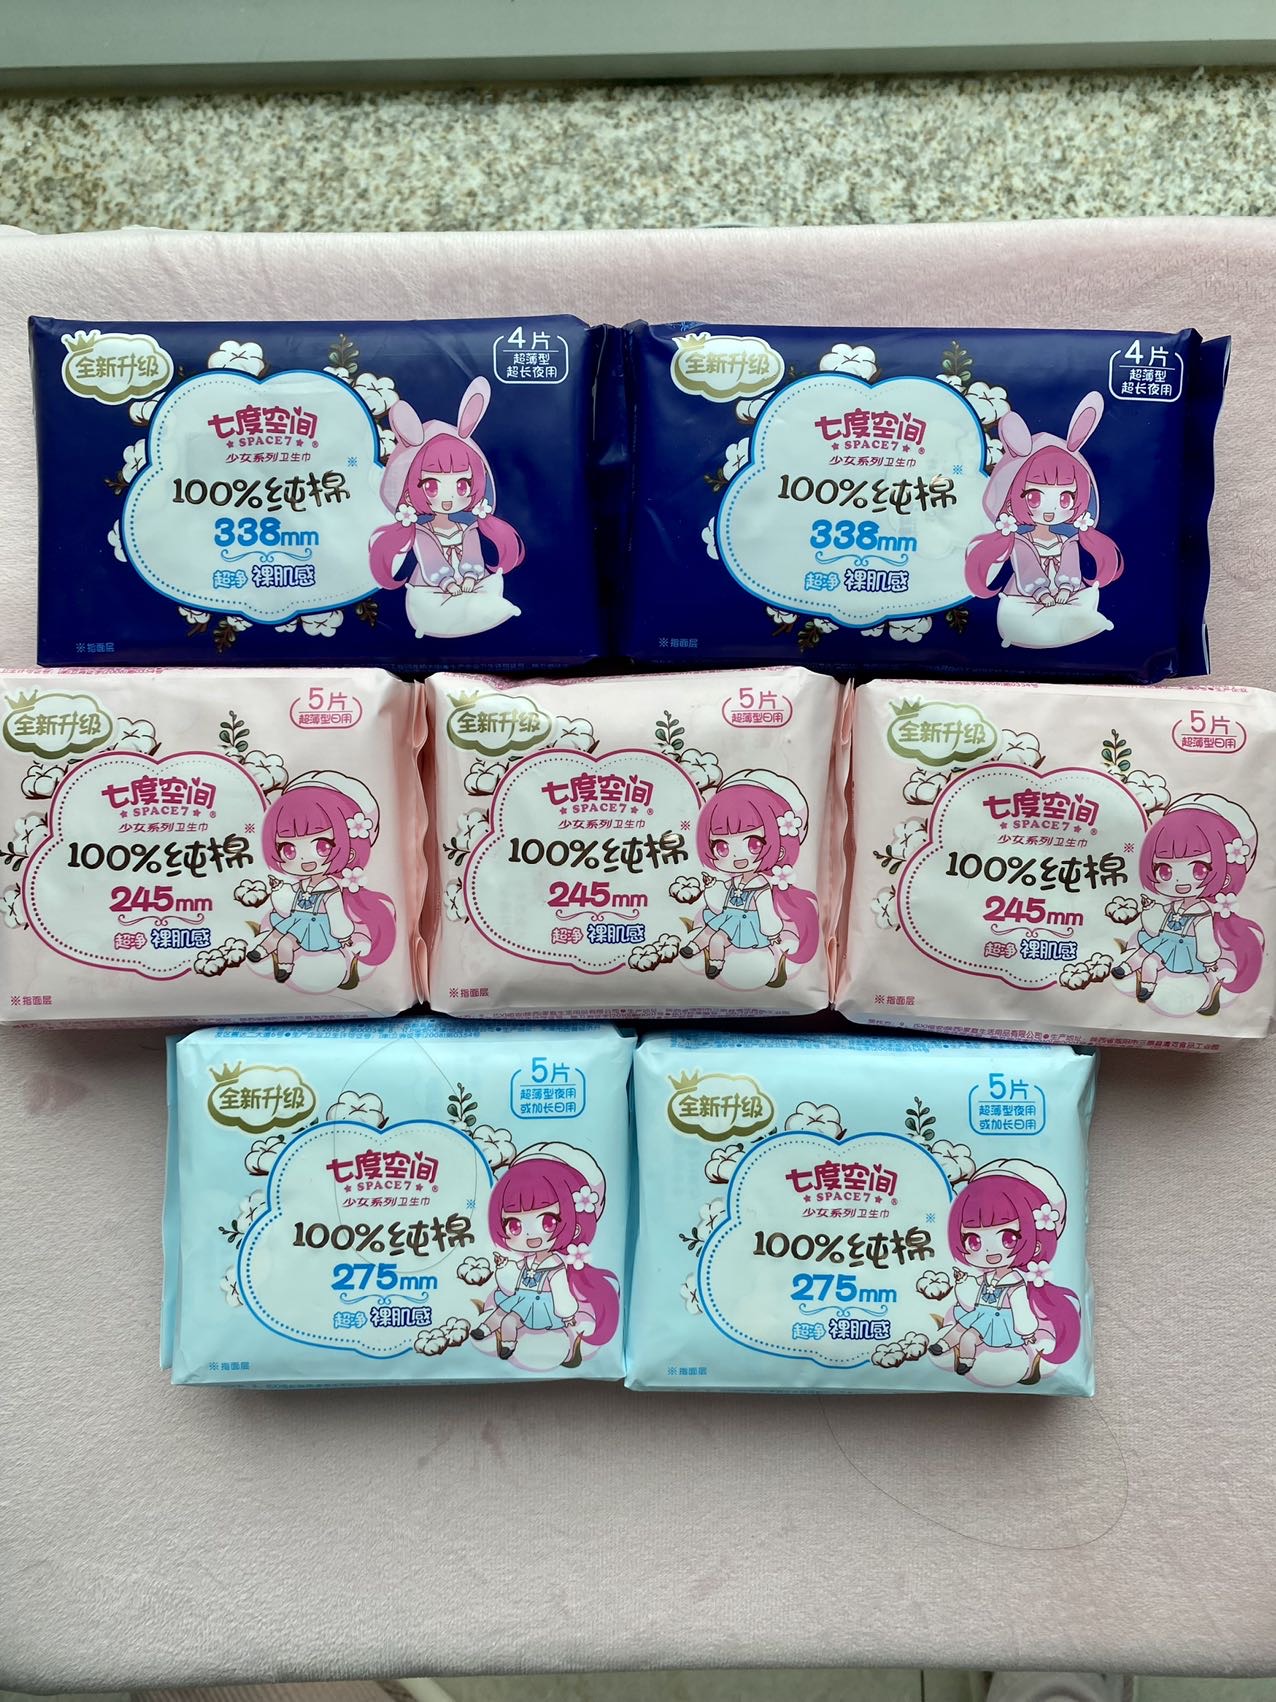 全新升级
4片
超薄型
超长夜用
七度空间
SPACE7®
少女系列卫生巾
100%纯棉※
338mm
超净 裸肌感
※指面层
全新升级
4片
超薄型
超长夜用
七度空间
SPACE7®
少女系列卫生巾
100%纯棉※
338mm
超净 裸肌感
※指面层
全新升级
5片
超薄型日用
七度空间
SPACE7®
少女系列卫生巾
100%纯棉※
245mm
超净 裸肌感
※指面层
全新升级
5片
超薄型日用
七度空间
SPACE7®
少女系列卫生巾
100%纯棉※
245mm
超净 裸肌感
※指面层
全新升级
5片
超薄型日用
七度空间
SPACE7®
少女系列卫生巾
100%纯棉※
245mm
超净 裸肌感
※指面层
全新升级
5片
超薄型夜用
或加长日用
七度空间
SPACE7®
少女系列卫生巾
100%纯棉※
275mm
超净 裸肌感
※指面层
全新升级
5片
超薄型夜用
或加长日用
七度空间
SPACE7®
少女系列卫生巾
100%纯棉※
275mm
超净 裸肌感
※指面层